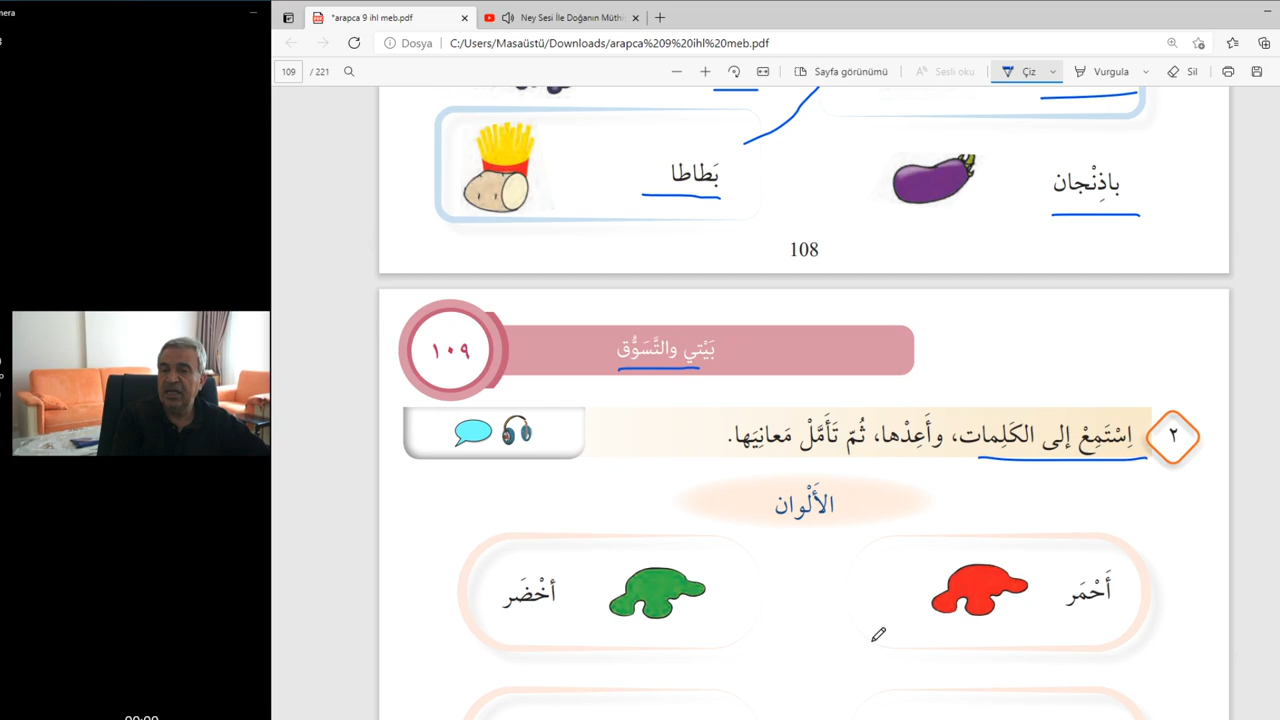 mera
*arapca 9 ihl meb.pdf
Ney Sesi İle Doğanın Müthi
Dosya
C:/Users/Masaüstü/Downloads/arapca%209%20ihl%20meb.pdf
109 / 221
Sayfa görünümü
Sesli oku
Çiz
Vurgula
Sil
بَطاطا
باذِنْجان
108
١٠٩
بَيْتي والتَّسَوُّق
٢
اِسْتَمِعْ إلى الكَلِمات، وأَعِدْها، ثُمّ تَأَمَّلْ مَعانِيَها.
الأَلْوان
أَحْمَر
أخْضَر